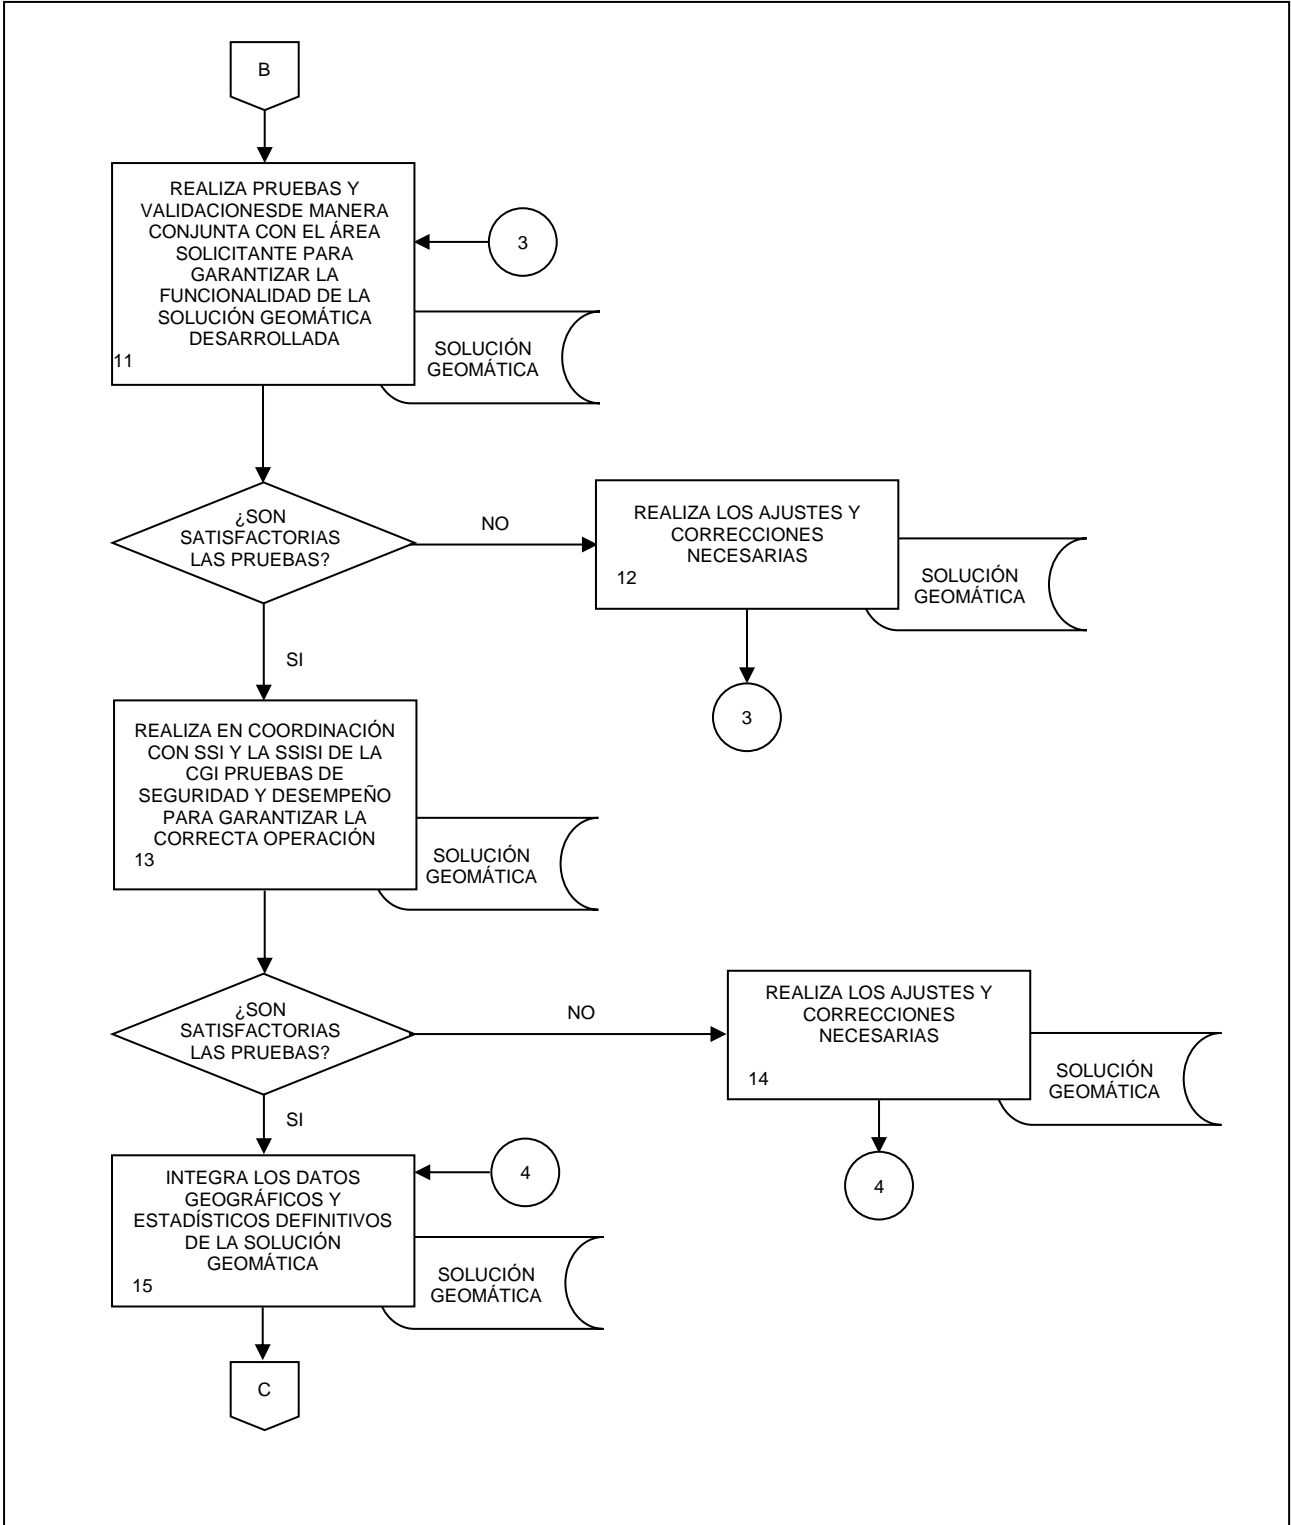 B
REALIZA PRUEBAS Y
VALIDACIONESDE MANERA
CONJUNTA CON EL ÁREA
SOLICITANTE PARA
GARANTIZAR LA
FUNCIONALIDAD DE LA
SOLUCIÓN GEOMÁTICA
DESARROLLADA
11
3
SOLUCIÓN
GEOMÁTICA
¿SON
SATISFACTORIAS
LAS PRUEBAS?
NO
REALIZA LOS AJUSTES Y
CORRECCIONES
NECESARIAS
12
SOLUCIÓN
GEOMÁTICA
3
SI
REALIZA EN COORDINACIÓN
CON SSI Y LA SSISI DE LA
CGI PRUEBAS DE
SEGURIDAD Y DESEMPEÑO
PARA GARANTIZAR LA
CORRECTA OPERACIÓN
13
SOLUCIÓN
GEOMÁTICA
¿SON
SATISFACTORIAS
LAS PRUEBAS?
NO
REALIZA LOS AJUSTES Y
CORRECCIONES
NECESARIAS
14
SOLUCIÓN
GEOMÁTICA
4
SI
4
INTEGRA LOS DATOS
GEOGRÁFICOS Y
ESTADÍSTICOS DEFINITIVOS
DE LA SOLUCIÓN
GEOMÁTICA
15
SOLUCIÓN
GEOMÁTICA
C